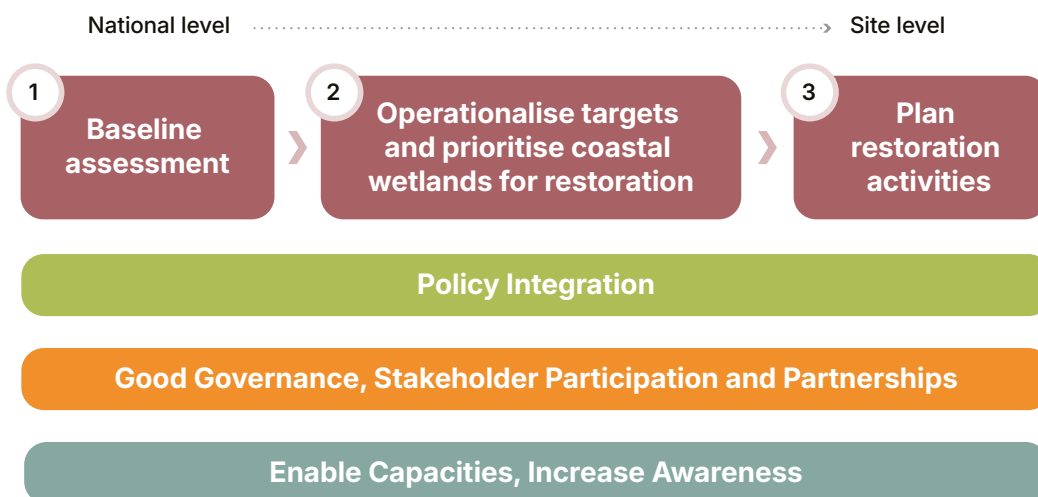 National level
Site level
1
Baseline
assessment
2
Operationalise targets
and prioritise coastal
wetlands for restoration
3
Plan
restoration
activities
Policy Integration
Good Governance, Stakeholder Participation and Partnerships
Enable Capacities, Increase Awareness